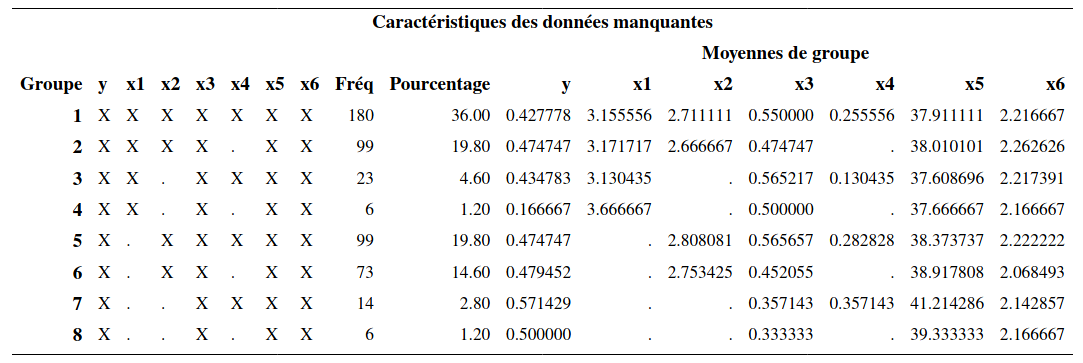 Caractéristiques des données manquantes
Moyennes de groupe
Groupe y x1 x2 x3 x4 x5 x6 Fréq Pourcentage y x1 x2 x3 x4 x5 x6
1 X X X X X X X 180 36.00 0.427778 3.155556 2.711111 0.550000 0.255556 37.911111 2.216667
2 X X X X . X X 99 19.80 0.474747 3.171717 2.666667 0.474747 . 38.010101 2.262626
3 X X . X X X X 23 4.60 0.434783 3.130435 . 0.565217 0.130435 37.608696 2.217391
4 X X . X . X X 6 1.20 0.166667 3.666667 . 0.500000 . 37.666667 2.166667
5 X . X X X X X 99 19.80 0.474747 . 2.808081 0.565657 0.282828 38.373737 2.222222
6 X . X X . X X 73 14.60 0.479452 . 2.753425 0.452055 . 38.917808 2.068493
7 X . . X X X X 14 2.80 0.571429 . . 0.357143 0.357143 41.214286 2.142857
8 X . . X . X X 6 1.20 0.500000 . . 0.333333 . 39.333333 2.166667